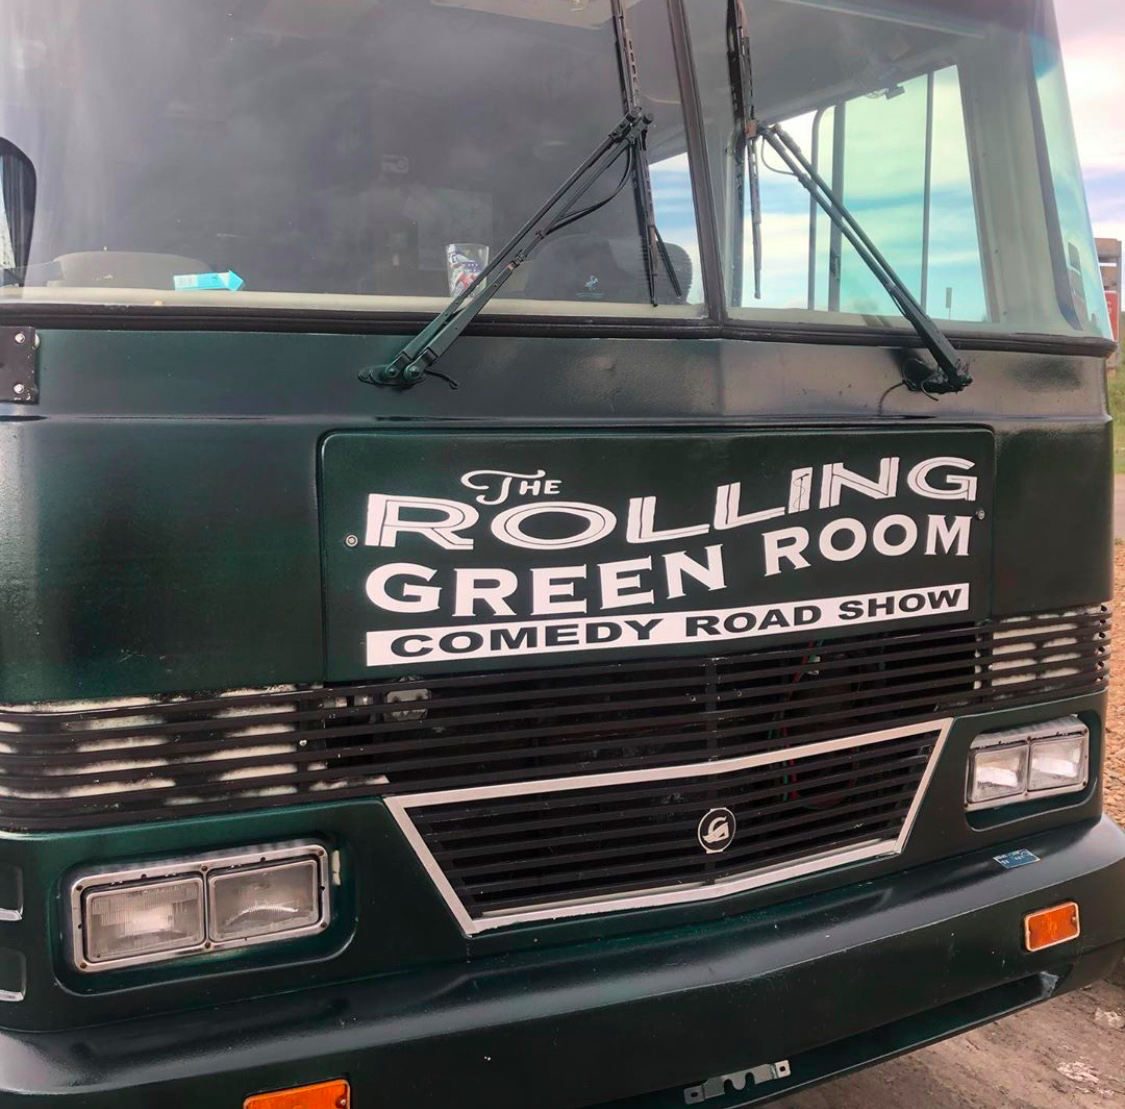 The
ROLLING
GREEN ROOM
COMEDY ROAD SHOW